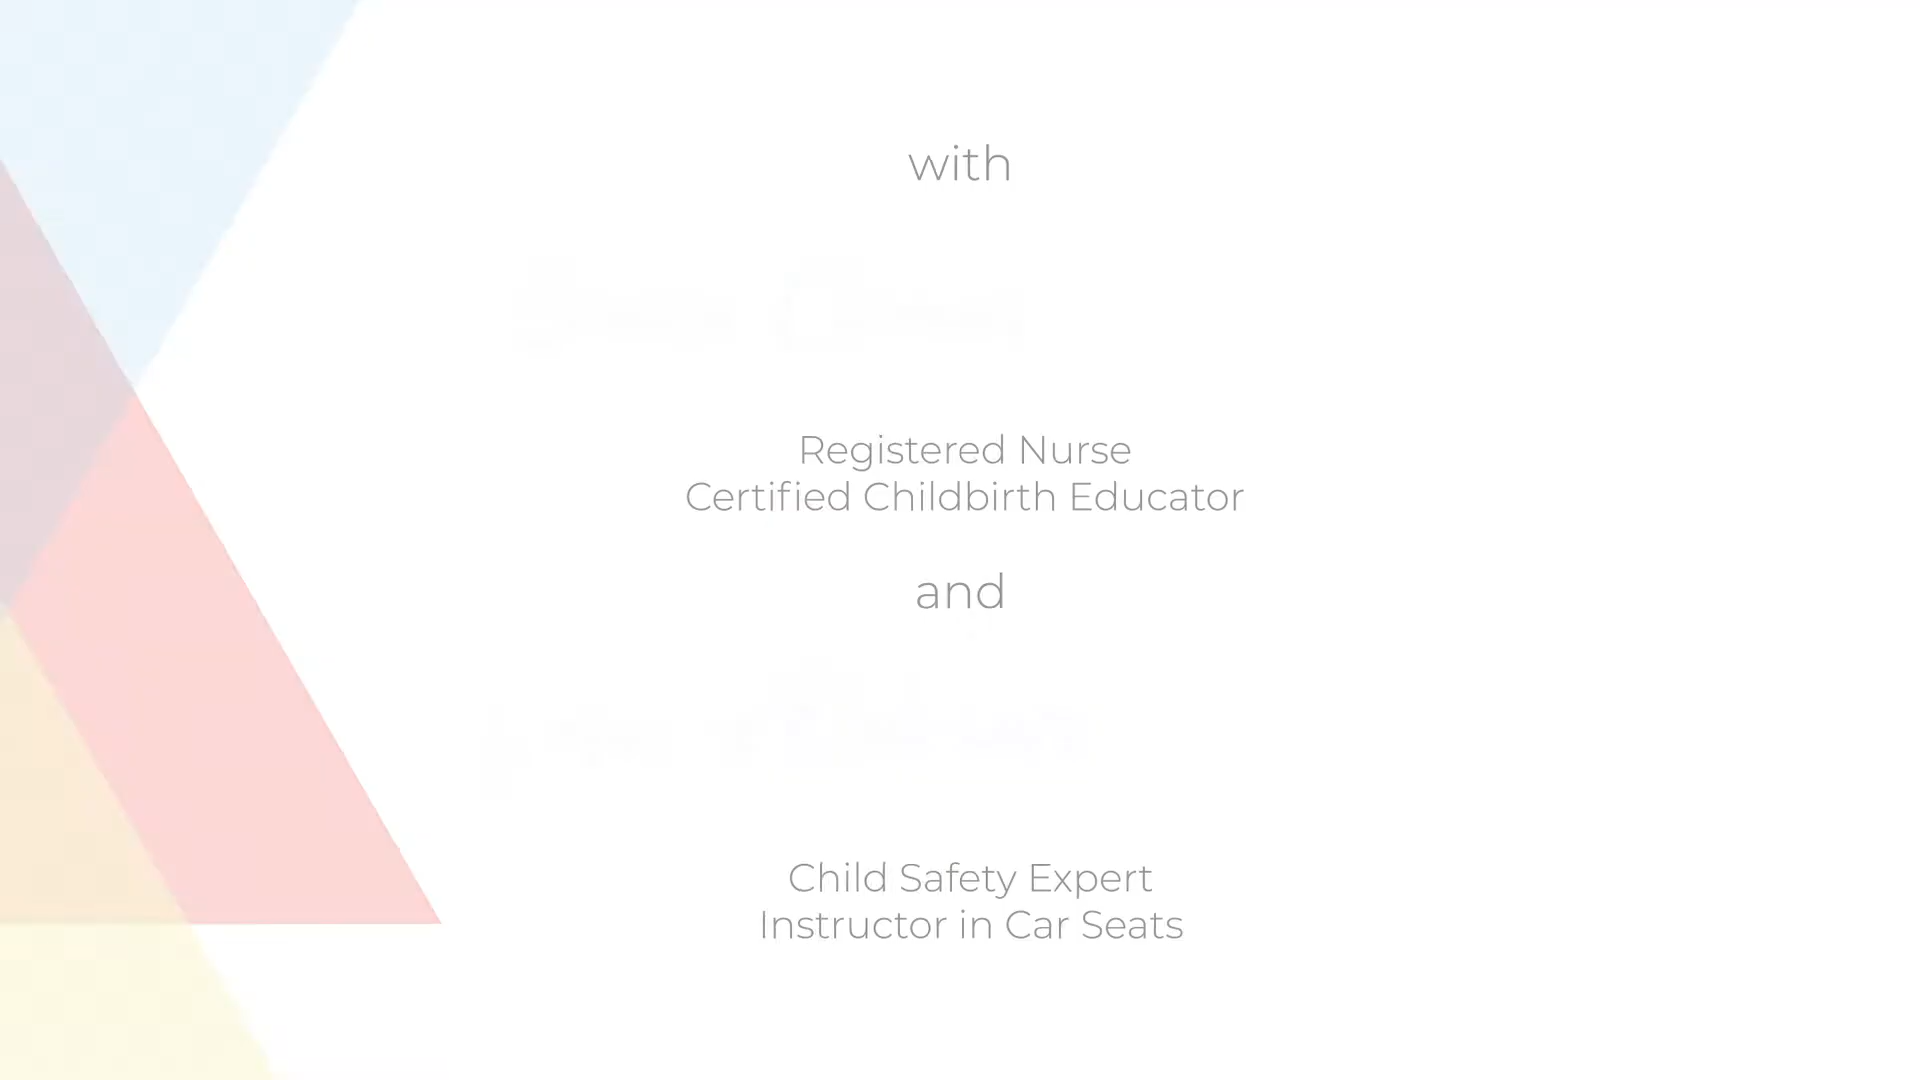 with
Registered Nurse
Certified Childbirth Educator
and
Child Safety Expert
Instructor in Car Seats